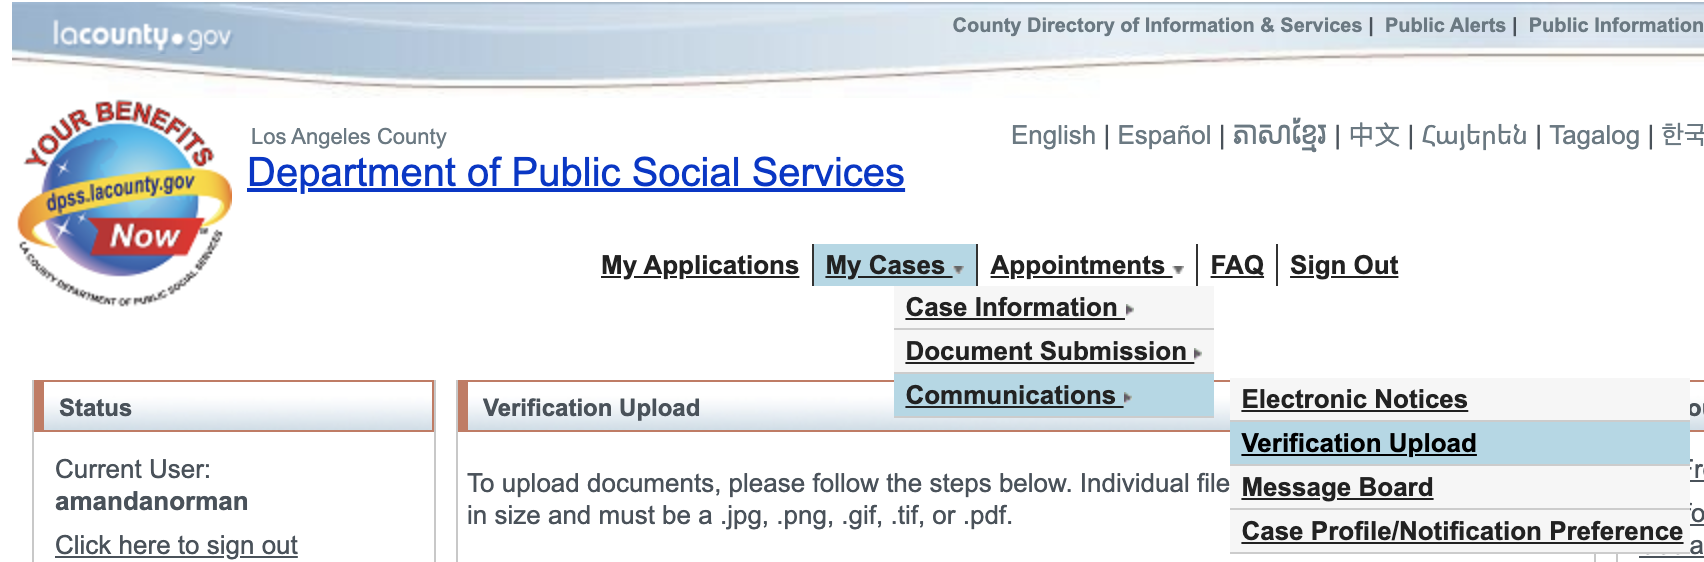 lacounty.gov
County Directory of Information & Services | Public Alerts | Public Information
YOUR BENEFITS
dpss.lacounty.gov
Now
LA COUNTY DEPARTMENT OF PUBLIC SOCIAL SERVICES
Los Angeles County
Department of Public Social Services
English | Español | ភាសាខ្មែរ | 中文 | Հայերեն | Tagalog | 한국
My Applications | My Cases | Appointments | FAQ | Sign Out
Case Information
Document Submission
Communications
Electronic Notices
Verification Upload
Message Board
Case Profile/Notification Preference
Status
Current User:
amandanorman
Click here to sign out
Verification Upload
To upload documents, please follow the steps below. Individual file
in size and must be a .jpg, .png, .gif, .tif, or .pdf.